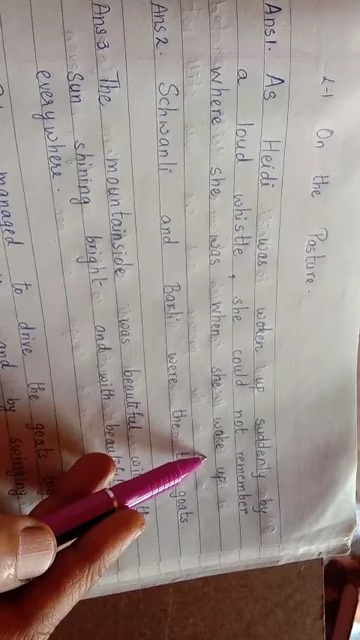 2-1 On the Pasture.
Ans1. As Heidi was woken up suddenly by
a loud whistle, she could not remember
where she was when she woke up
Ans2. Schwanli and Barli were the goats.
Ans3. The mountainside was beautiful
sun shining bright and with
everywhere.
managed to drive the goats
and by swinging